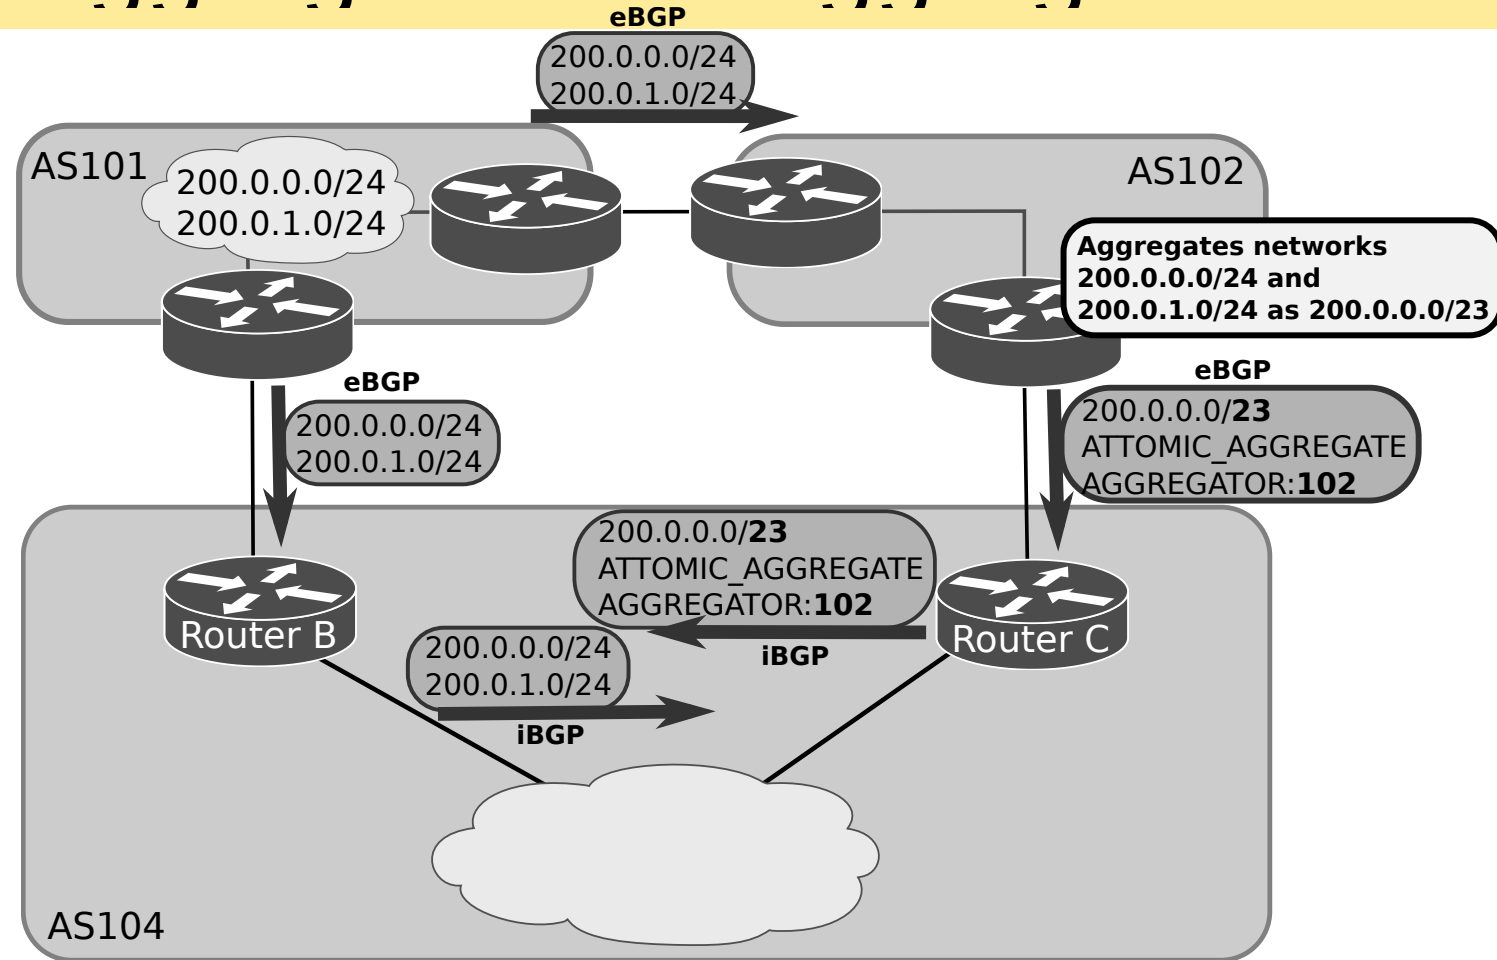 eBGP
200.0.0.0/24
200.0.1.0/24
AS101
200.0.0.0/24
200.0.1.0/24
AS102
Aggregates networks
200.0.0.0/24 and
200.0.1.0/24 as 200.0.0.0/23
eBGP
200.0.0.0/24
200.0.1.0/24
eBGP
200.0.0.0/23
ATTOMIC_AGGREGATE
AGGREGATOR:102
200.0.0.0/23
ATTOMIC_AGGREGATE
AGGREGATOR:102
iBGP
Router B
Router C
200.0.0.0/24
200.0.1.0/24
iBGP
AS104